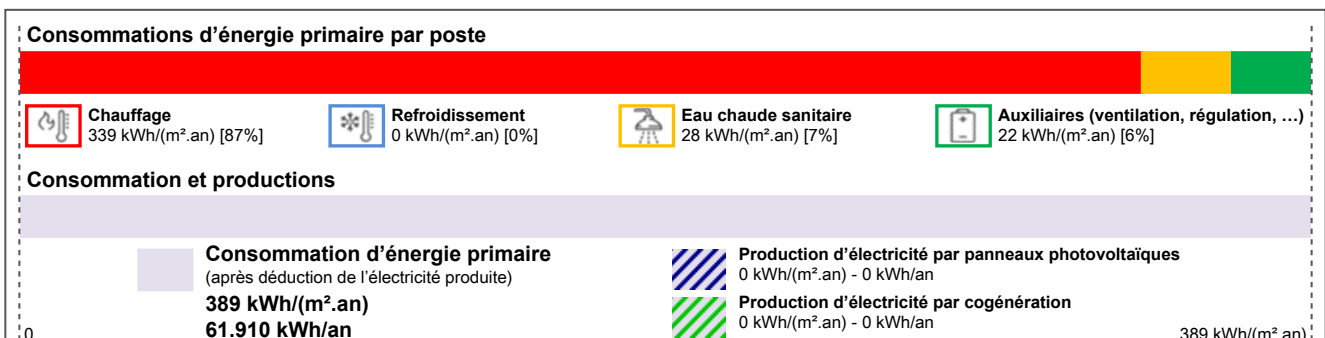 Consommations d'énergie primaire par poste
Chauffage
339 kWh/(m².an) [87%]
Refroidissement
0 kWh/(m².an) [0%]
Eau chaude sanitaire
28 kWh/(m².an) [7%]
Auxiliaires (ventilation, régulation, …)
22 kWh/(m².an) [6%]
Consommation et productions
Consommation d'énergie primaire
(après déduction de l'électricité produite)
389 kWh/(m².an)
61.910 kWh/an
Production d'électricité par panneaux photovoltaïques
0 kWh/(m².an) - 0 kWh/an
Production d'électricité par cogénération
0 kWh/(m².an) - 0 kWh/an
0
389 kWh/(m².an)